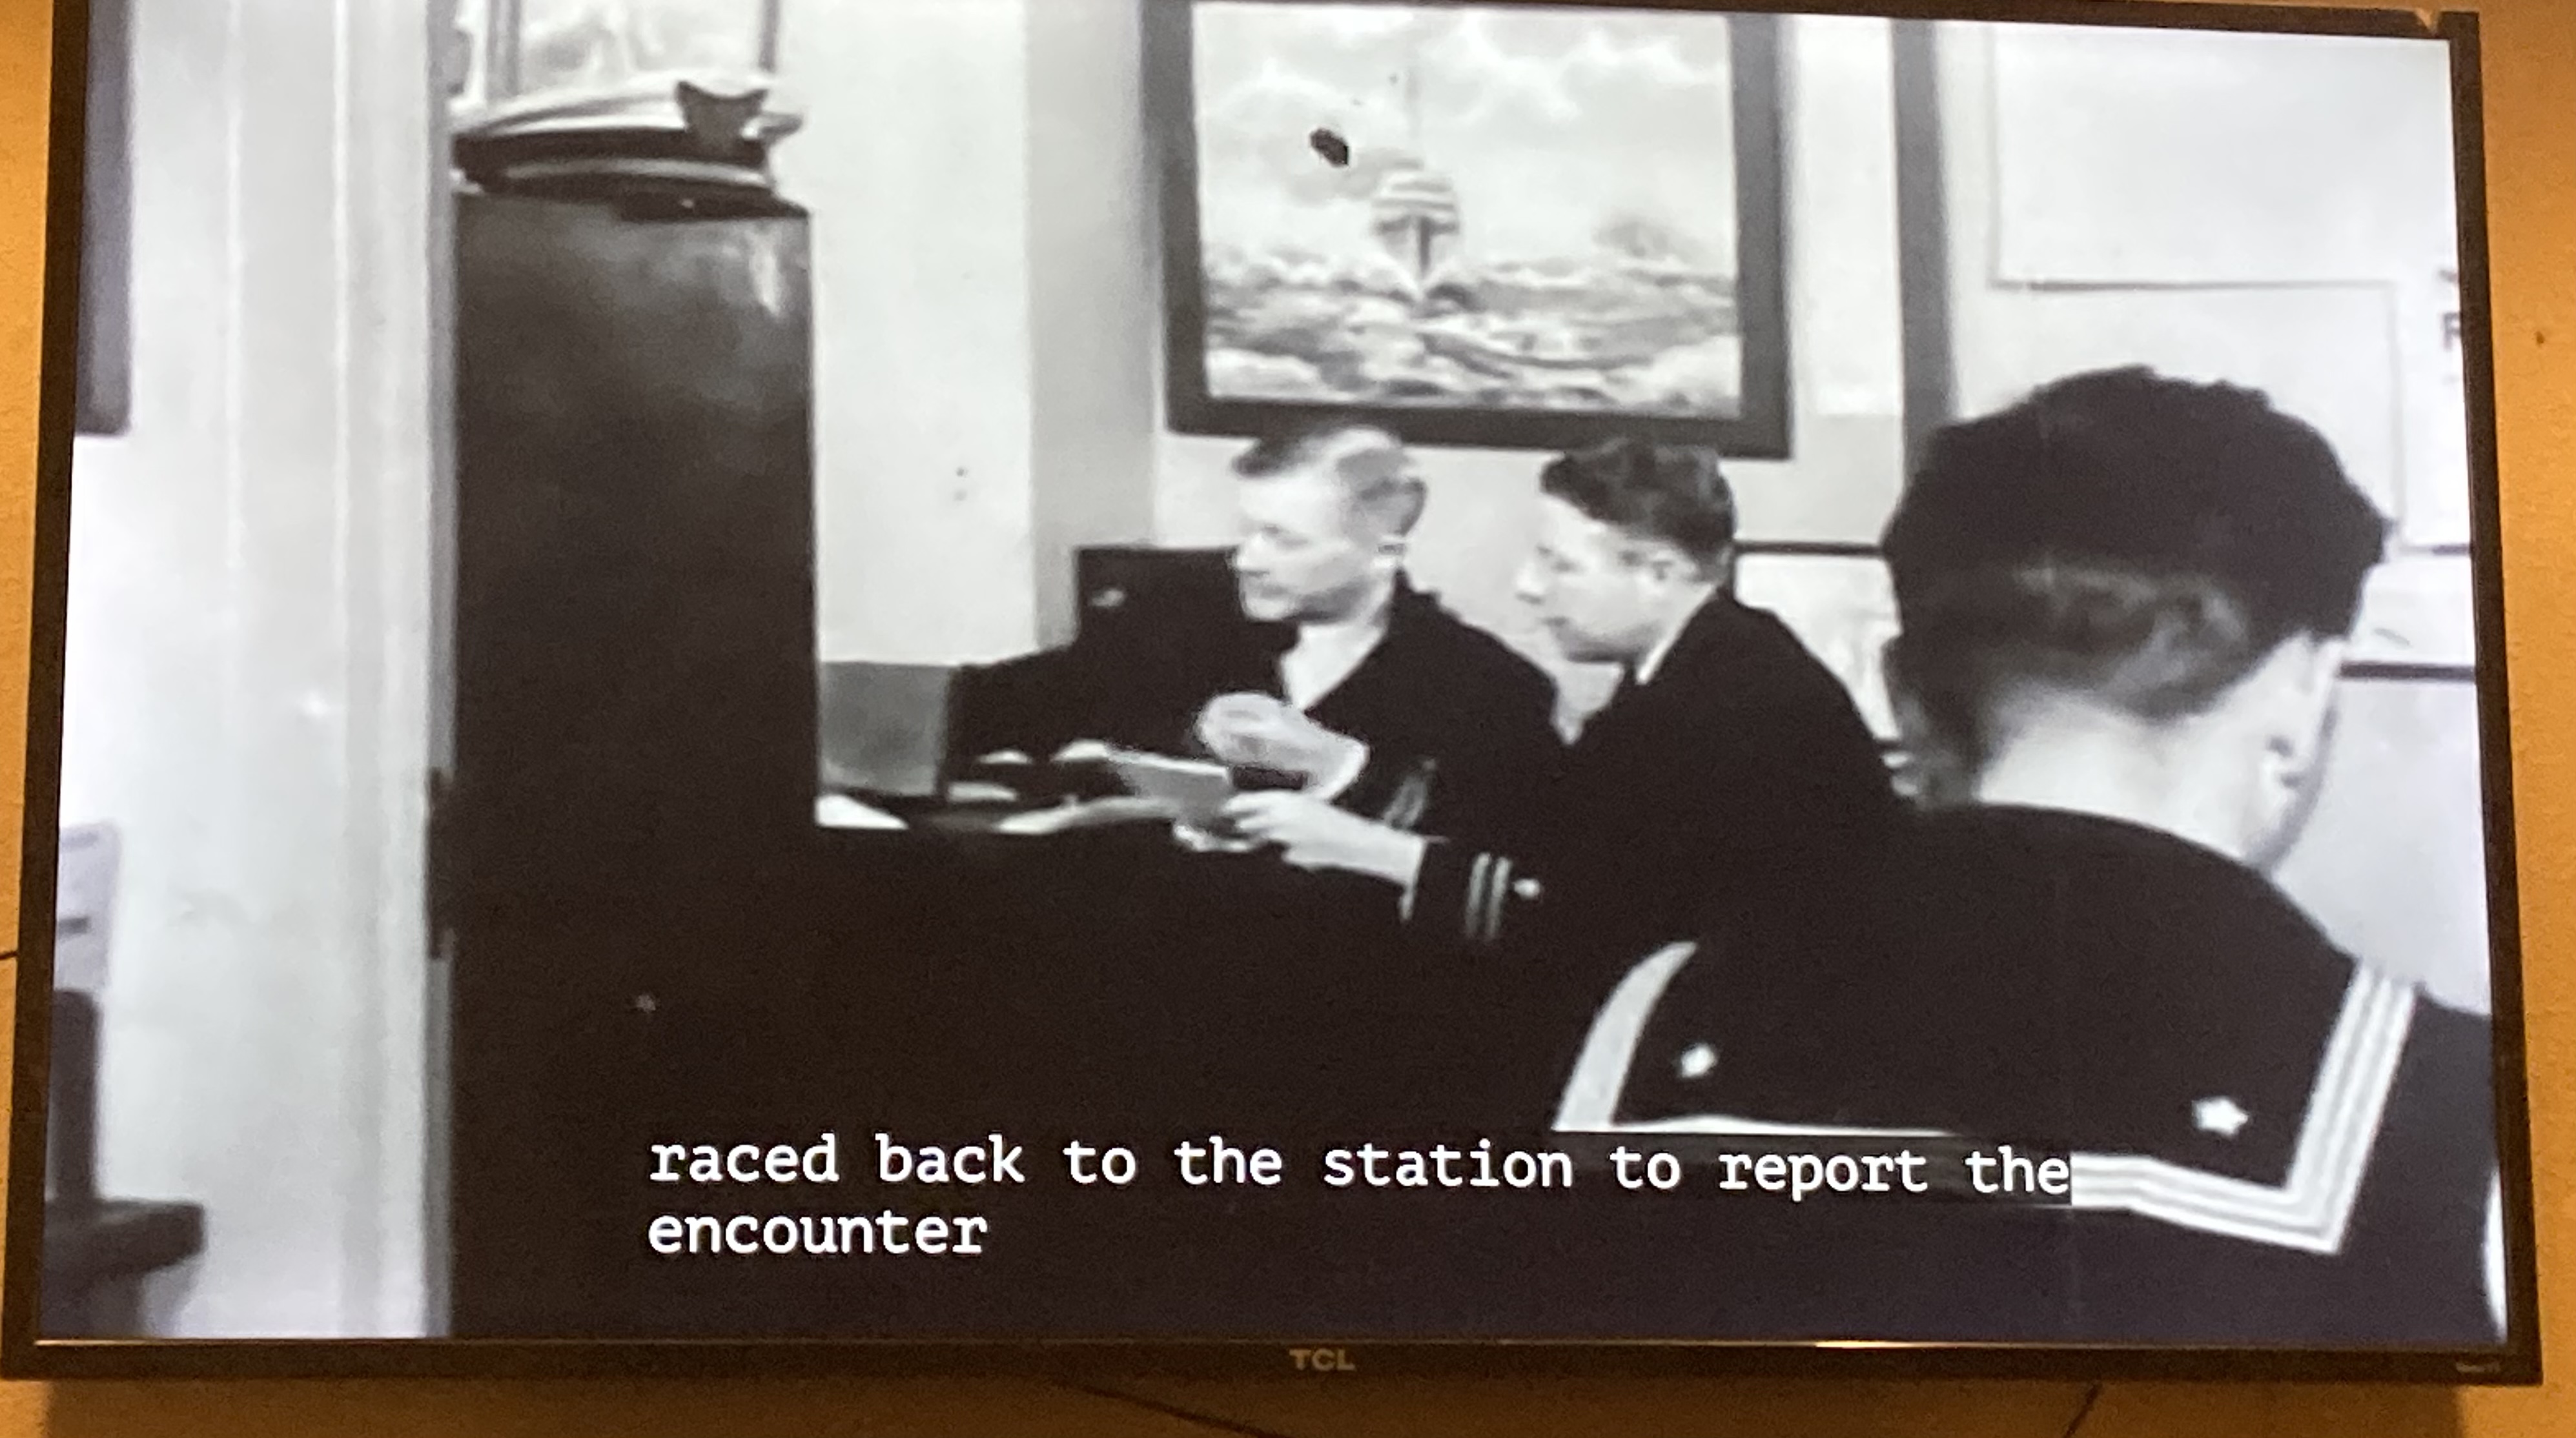 raced back to the station to report the
encounter
TCL